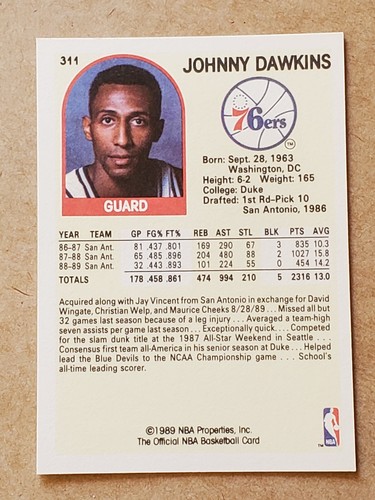 311
JOHNNY DAWKINS
76ers
TM
Born: Sept. 28, 1963
Washington, DC
Height: 6-2 Weight: 165
College: Duke
Drafted: 1st Rd-Pick 10
San Antonio, 1986
GUARD
YEAR TEAM GP FG% FT% REB AST STL BLK PTS AVG
86-87 San Ant. 81 .437 .801 169 290 67 3 835 10.3
87-88 San Ant. 65 .485 .896 204 480 88 2 1027 15.8
88-89 San Ant. 32 .443 .893 101 224 55 0 454 14.2
TOTALS 178 .458 .861 474 994 210 5 2316 13.0
Acquired along with Jay Vincent from San Antonio in exchange for David
Wingate, Christian Welp, and Maurice Cheeks 8/28/89 . . . Missed all but
32 games last season because of a leg injury . . . Averaged a team-high
seven assists per game last season . . . Exceptionally quick. . . . Competed
for the slam dunk title at the 1987 All-Star Weekend in Seattle . . .
Consensus first team all-America in his senior season at Duke . . . Helped
lead the Blue Devils to the NCAA Championship game . . . School's
all-time leading scorer.
©1989 NBA Properties, Inc.
The Official NBA Basketball Card
NBA